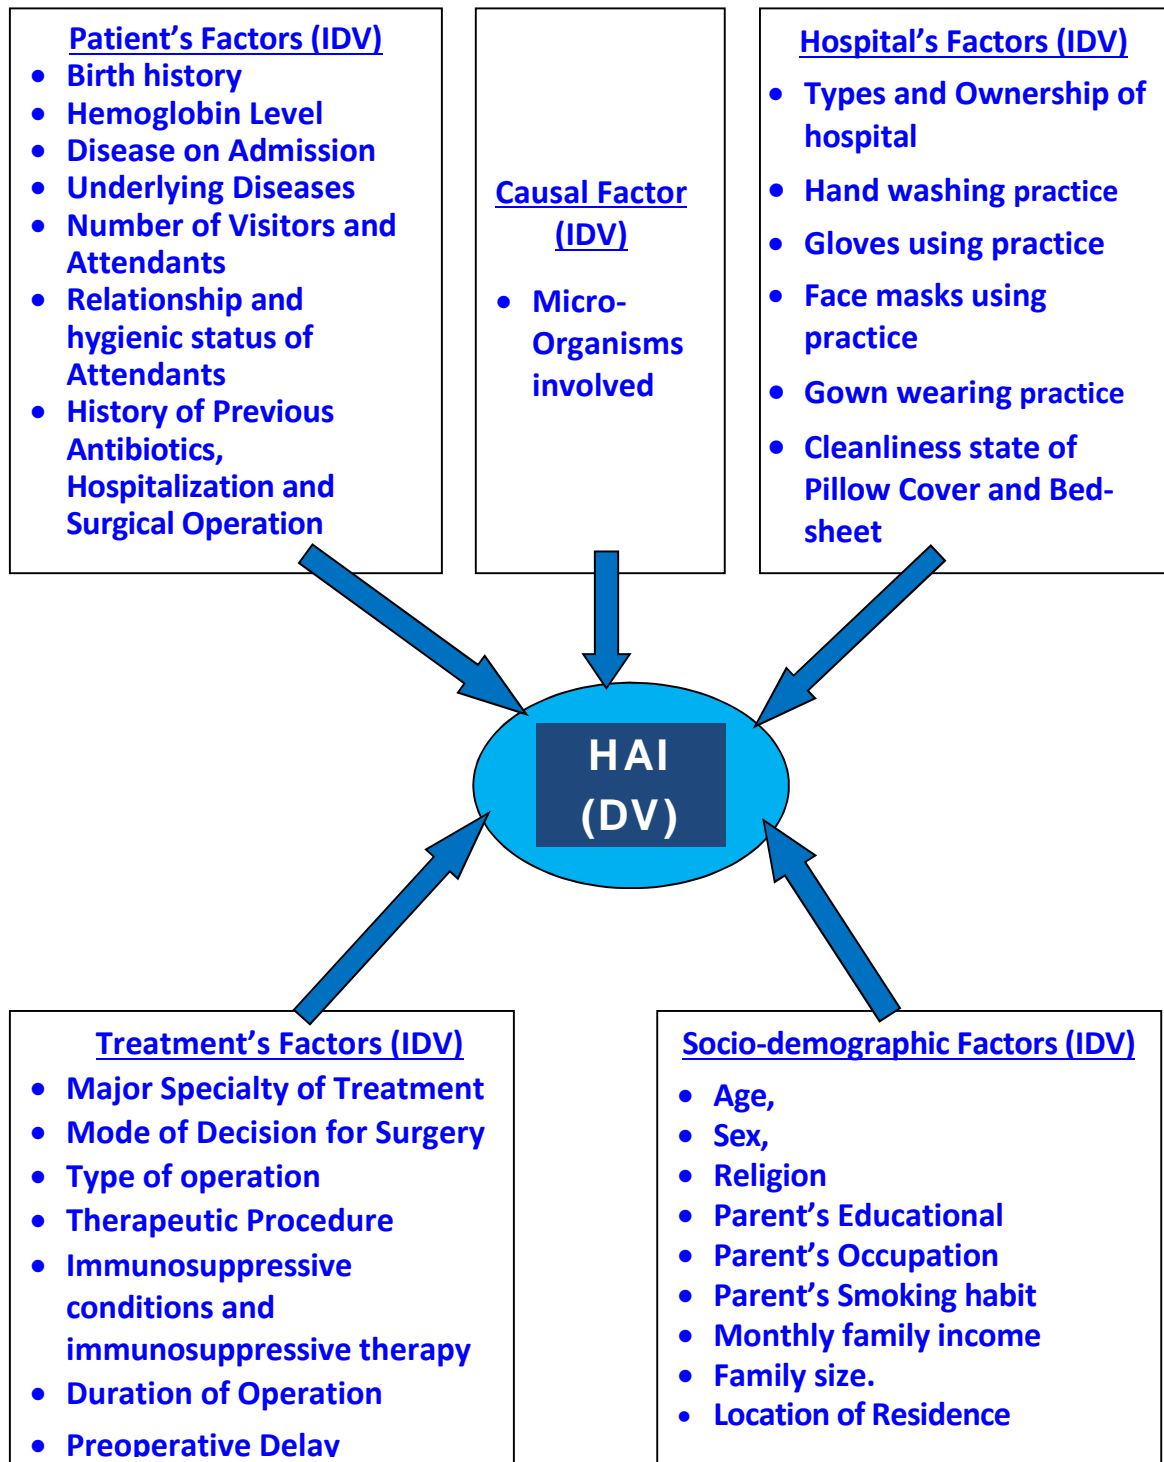 Patient’s Factors (IDV)
• Birth history
• Hemoglobin Level
• Disease on Admission
• Underlying Diseases
• Number of Visitors and
Attendants
• Relationship and
hygienic status of
Attendants
• History of Previous
Antibiotics,
Hospitalization and
Surgical Operation
Causal Factor
(IDV)
• Micro-
Organisms
involved
Hospital’s Factors (IDV)
• Types and Ownership of
hospital
• Hand washing practice
• Gloves using practice
• Face masks using
practice
• Gown wearing practice
• Cleanliness state of
Pillow Cover and Bed-
sheet
HAI
(DV)
Treatment’s Factors (IDV)
• Major Specialty of Treatment
• Mode of Decision for Surgery
• Type of operation
• Therapeutic Procedure
• Immunosuppressive
conditions and
immunosuppressive therapy
• Duration of Operation
• Preoperative Delay
Socio-demographic Factors (IDV)
• Age,
• Sex,
• Religion
• Parent’s Educational
• Parent’s Occupation
• Parent’s Smoking habit
• Monthly family income
• Family size.
• Location of Residence